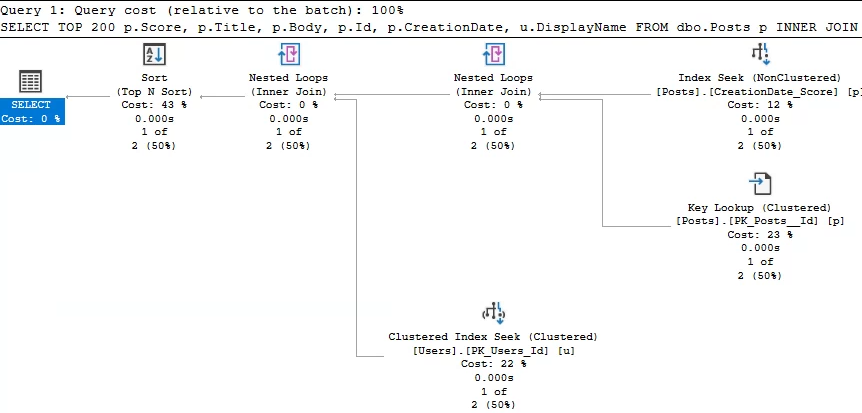 Query 1: Query cost (relative to the batch): 100%
SELECT TOP 200 p.Score, p.Title, p.Body, p.Id, p.CreationDate, u.DisplayName FROM dbo.Posts p INNER JOIN
SELECT
Cost: 0 %
Sort
(Top N Sort)
Cost: 43 %
0.000s
1 of
2 (50%)
Nested Loops
(Inner Join)
Cost: 0 %
0.000s
1 of
2 (50%)
Nested Loops
(Inner Join)
Cost: 0 %
0.000s
1 of
2 (50%)
Index Seek (NonClustered)
[Posts].[CreationDate_Score] [p
Cost: 12 %
0.000s
1 of
2 (50%)
Key Lookup (Clustered)
[Posts].[PK_Posts__Id] [p]
Cost: 23 %
0.000s
1 of
2 (50%)
Clustered Index Seek (Clustered)
[Users].[PK_Users_Id] [u]
Cost: 22 %
0.000s
1 of
2 (50%)